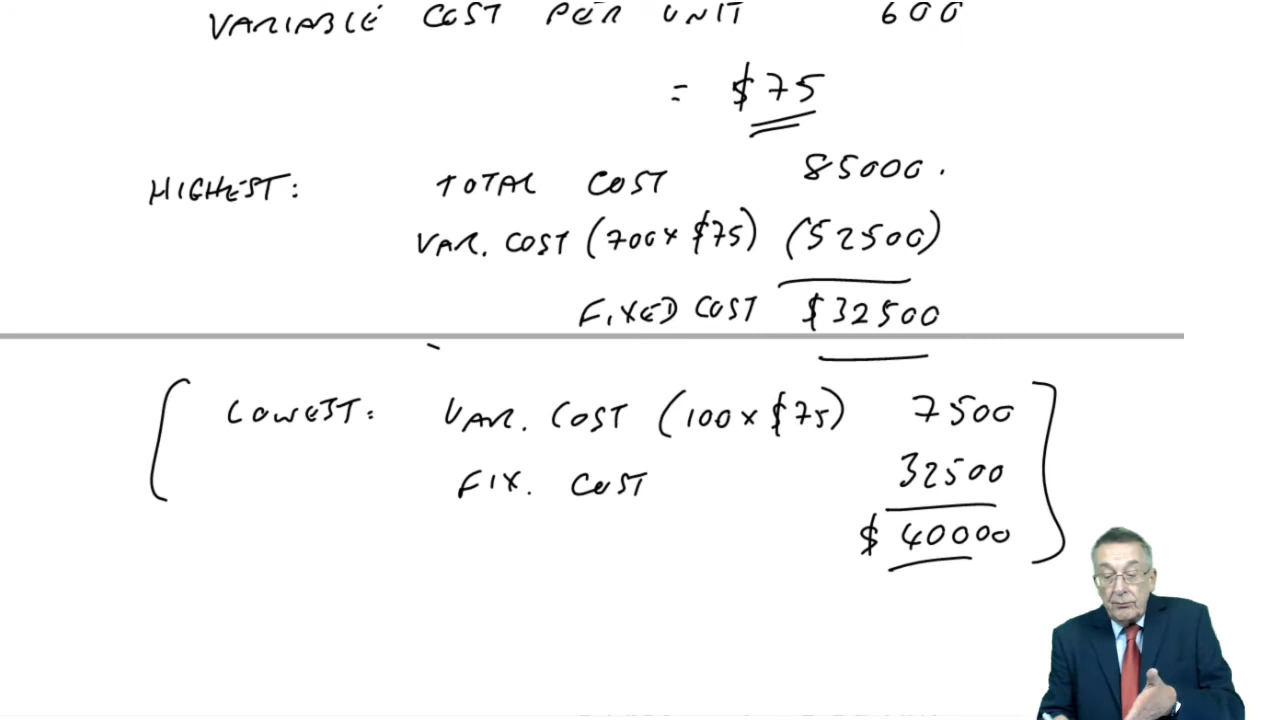 VARIABLE COST PER UNIT 600
= $75
HIGHEST: TOTAL COST 85000.
VAR. COST (700 x $75) (52500)
FIXED COST $32500
LOWEST: VAR. COST (100 x $75) 7500
FIX. COST 32500
$ 40000